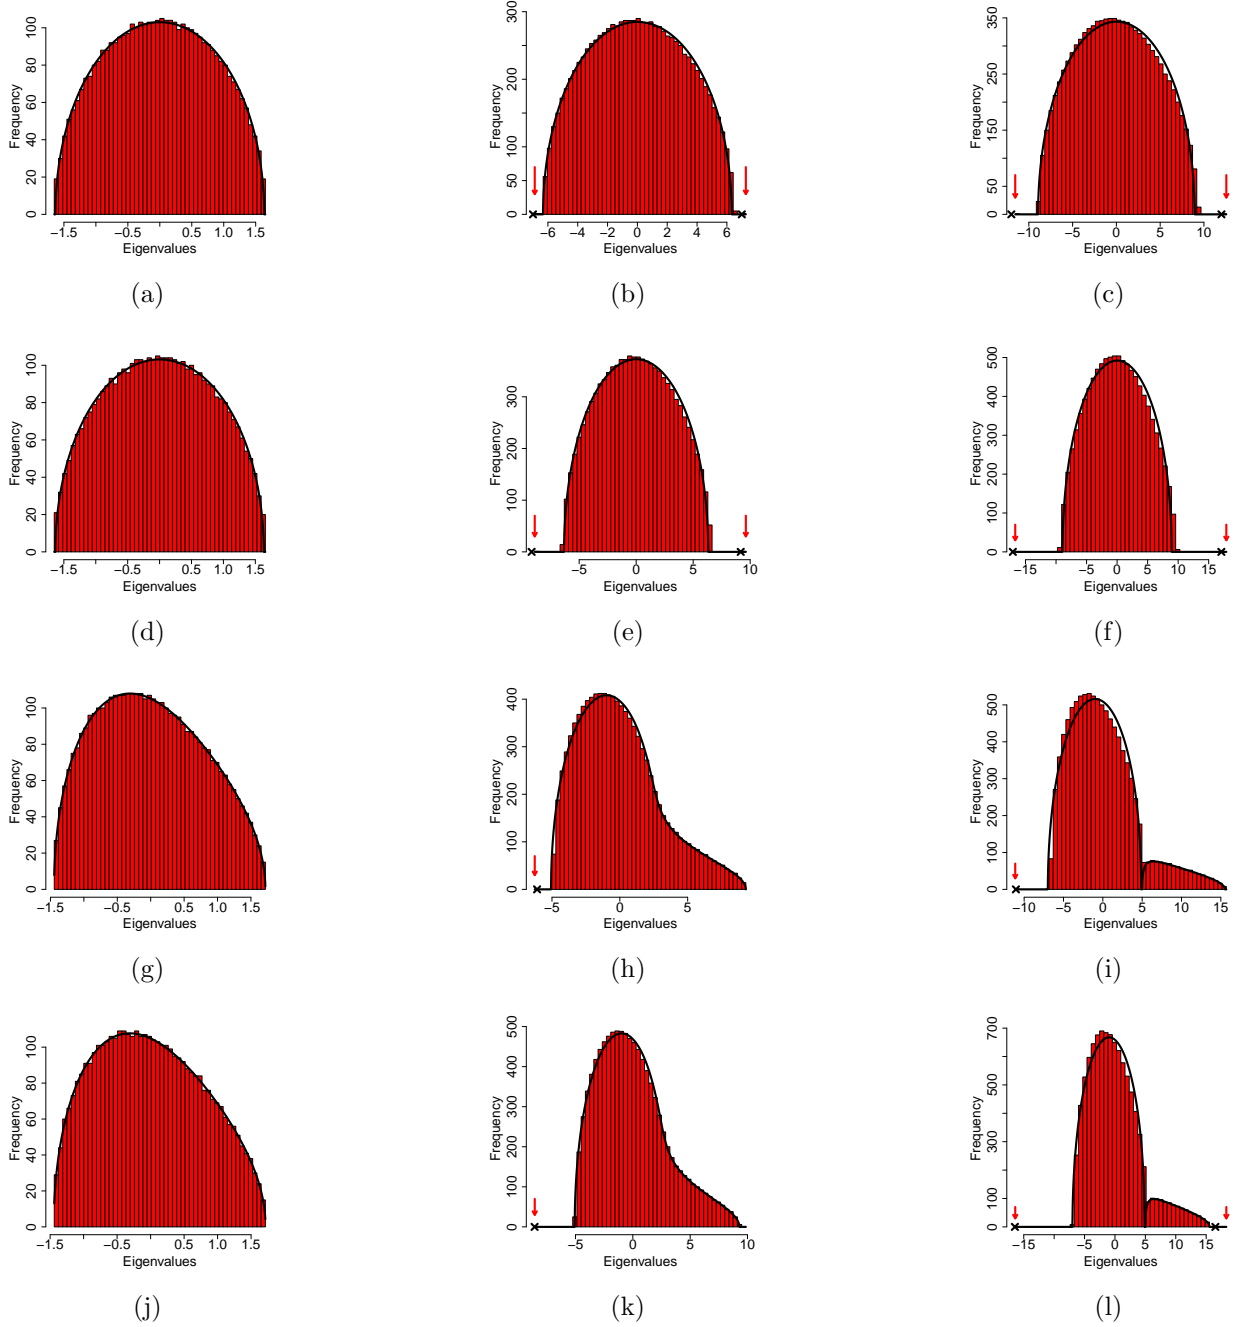 0 20 40 60 80 100
Frequency
−1.5 −0.5 0.5 1.0 1.5
Eigenvalues
(a)
0 50 100 200 300
Frequency
−6 −4 −2 0 2 4 6
Eigenvalues
(b)
0 50 150 250 350
Frequency
−10 −5 0 5 10
Eigenvalues
(c)
0 20 40 60 80 100
Frequency
−1.5 −0.5 0.5 1.0 1.5
Eigenvalues
(d)
0 100 200 300
Frequency
−5 0 5 10
Eigenvalues
(e)
0 100 200 300 400 500
Frequency
−15 −5 0 5 10 15
Eigenvalues
(f)
0 20 40 60 80 100
Frequency
−1.5 −0.5 0.5 1.0 1.5
Eigenvalues
(g)
0 100 200 300 400
Frequency
−5 0 5
Eigenvalues
(h)
0 100 200 300 400 500
Frequency
−10 −5 0 5 10 15
Eigenvalues
(i)
0 20 40 60 80 100
Frequency
−1.5 −0.5 0.5 1.0 1.5
Eigenvalues
(j)
0 100 200 300 400 500
Frequency
−5 0 5 10
Eigenvalues
(k)
0 100 300 500 700
Frequency
−15 −5 0 5 10 15
Eigenvalues
(l)